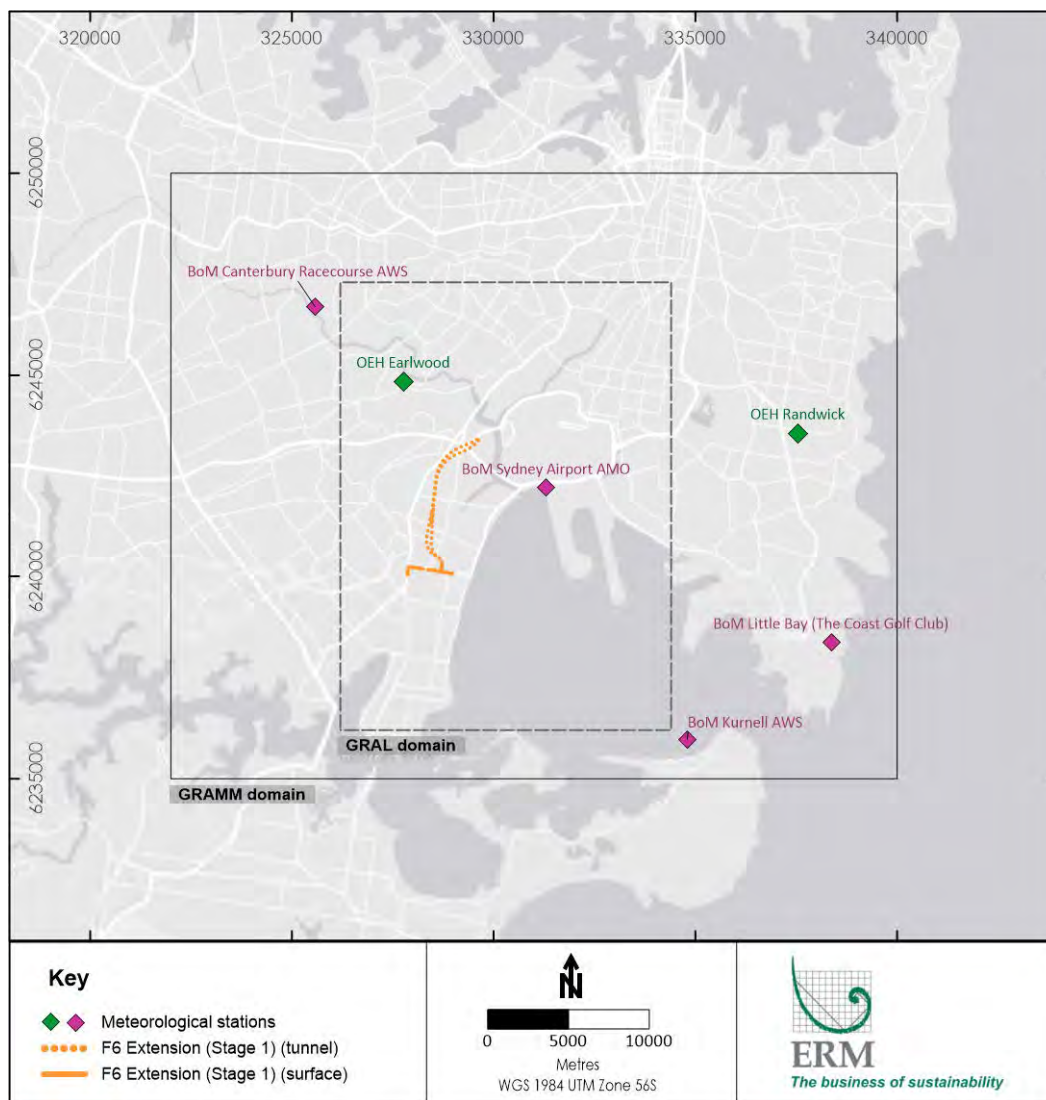 320000 325000 330000 335000 340000
6250000
BoM Canterbury Racecourse AWS
OEH Earlwood
6245000
OEH Randwick
BoM Sydney Airport AMO
6240000
BoM Little Bay (The Coast Golf Club)
BoM Kurnell AWS
GRAL domain
6235000
GRAMM domain
Key
Meteorological stations
F6 Extension (Stage 1) (tunnel)
F6 Extension (Stage 1) (surface)
N
0 5000 10000
Metres
WGS 1984 UTM Zone 56S
ERM
The business of sustainability